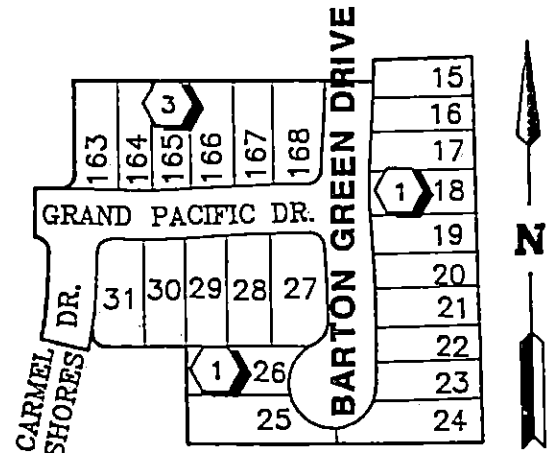 BARTON GREEN DRIVE
15
16
17
1 18
19
20
21
22
23
24
3
163 164 165 166 167 168
GRAND PACIFIC DR.
31 30 29 28 27
1 26
25
CARMEL
SHORES DR.
N